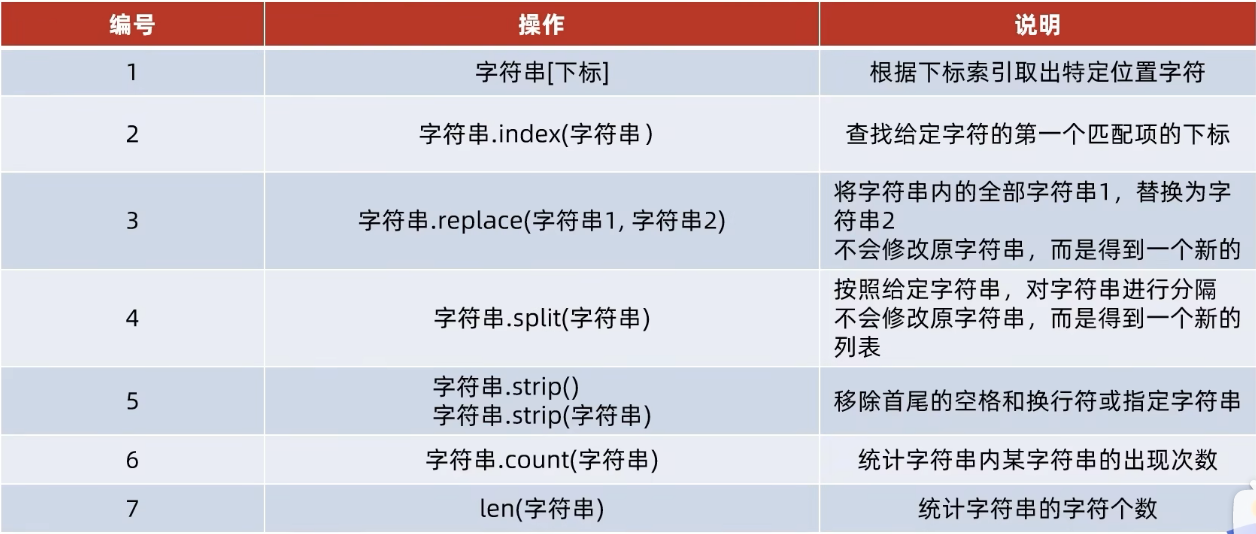 编号 操作 说明
1 字符串[下标] 根据下标索引取出特定位置字符
2 字符串.index(字符串） 查找给定字符的第一个匹配项的下标
3 字符串.replace(字符串1, 字符串2) 将字符串内的全部字符串1，替换为字
符串2
不会修改原字符串，而是得到一个新的
4 字符串.split(字符串) 按照给定字符串，对字符串进行分隔
不会修改原字符串，而是得到一个新的
列表
5 字符串.strip()
字符串.strip(字符串) 移除首尾的空格和换行符或指定字符串
6 字符串.count(字符串) 统计字符串内某字符串的出现次数
7 len(字符串) 统计字符串的字符个数